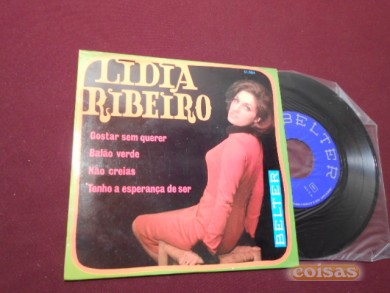 LIDIA
RIBEIRO
Gostar sem querer
Balão verde
Não creias
Tenho a esperança de ser
BELTER
BELTER
coisas